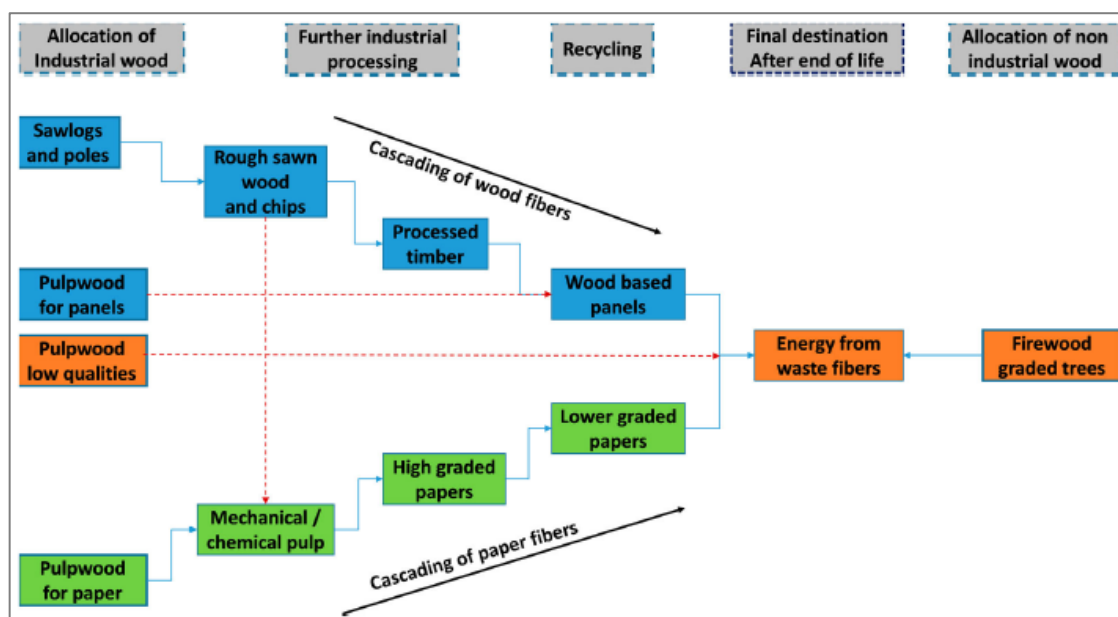 Allocation of
Industrial wood
Further industrial
processing
Recycling
Final destination
After end of life
Allocation of non
industrial wood
Sawlogs
and poles
Rough sawn
wood
and chips
Cascading of wood fibers
Processed
timber
Pulpwood
for panels
Wood based
panels
Pulpwood
low qualities
Energy from
waste fibers
Firewood
graded trees
Lower graded
papers
High graded
papers
Mechanical /
chemical pulp
Cascading of paper fibers
Pulpwood
for paper